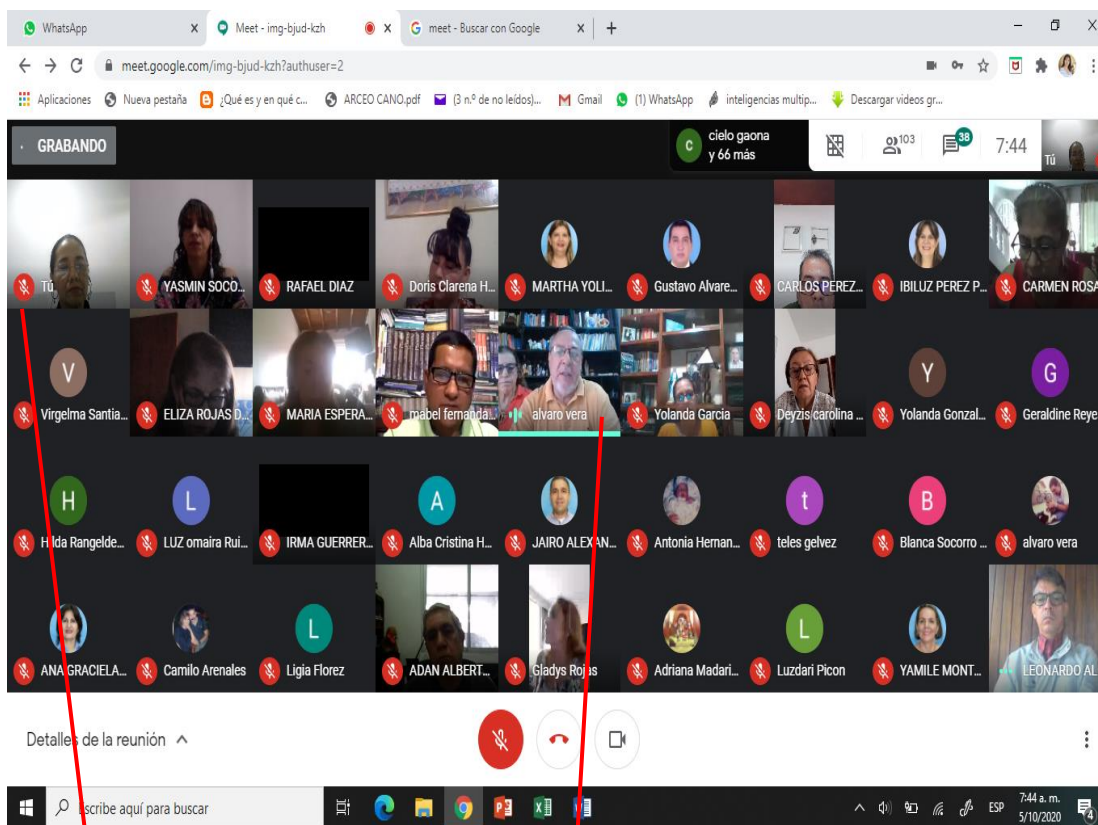 WhatsApp
Meet - img-bjud-kzh
meet - Buscar con Google
meet.google.com/img-bjud-kzh?authuser=2
Aplicaciones Nueva pestaña ¿Qué es y en qué c... ARCEO CANO.pdf (3 n.º de no leídos)... Gmail (1) WhatsApp inteligencias multip... Descargar videos gr...
GRABANDO
c cielo gaona
y 66 más
103 38 7:44 Tú
Tú YASMIN SOCO... RAFAEL DIAZ Doris Clarena H... MARTHA YOLI... Gustavo Alvare... CARLOS PEREZ... IBILUZ PEREZ P... CARMEN ROSA
V Y G
Virgelma Santia... ELIZA ROJAS D... MARIA ESPERA... mabel fernanda... alvaro vera Yolanda Garcia Deyzis carolina ... Yolanda Gonzal... Geraldine Reye
H L A t B
Hilda Rangelde... LUZ omaira Rui... IRMA GUERRER... Alba Cristina H... JAIRO ALEXAN... Antonia Hernan... teles gelvez Blanca Socorro ... alvaro vera
L L
ANA GRACIELA... Camilo Arenales Ligia Florez ADAN ALBERT... Gladys Rojas Adriana Madari... Luzdari Picon YAMILE MONT... LEONARDO AL
Detalles de la reunión
Escribe aquí para buscar
ESP 7:44 a. m.
5/10/2020
4